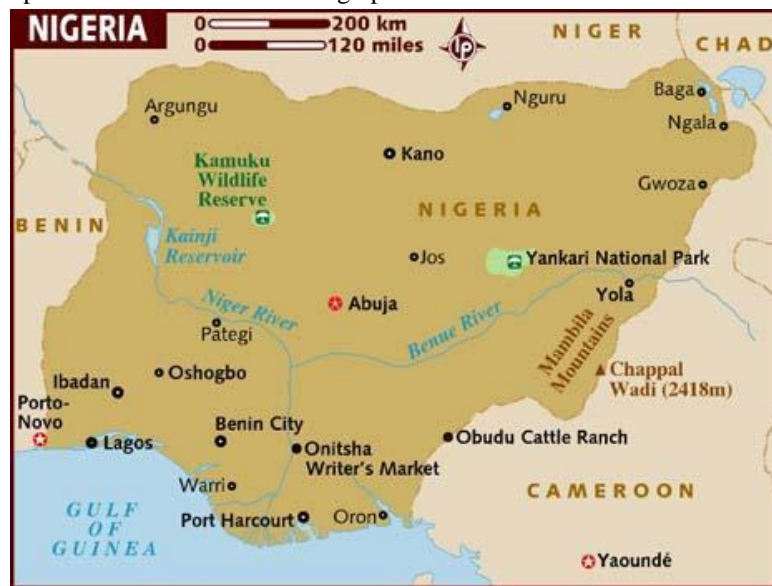 NIGERIA
200 km
120 miles
lp
NIGER
CHAD
Argungu
Nguru
Baga
Ngala
Kano
Kamuku
Wildlife
Reserve
Gwoza
NIGERIA
BENIN
Kainji
Reservoir
Jos
Yankari National Park
Niger River
Abuja
Yola
Pategi
Benue River
Mambila
Mountains
Oshogbo
Chappal
Wadi (2418m)
Ibadan
Porto-
Novo
Lagos
Benin City
Onitsha
Writer's Market
Obudu Cattle Ranch
Warri
GULF
OF
GUINEA
Port Harcourt
Oron
CAMEROON
Yaoundé